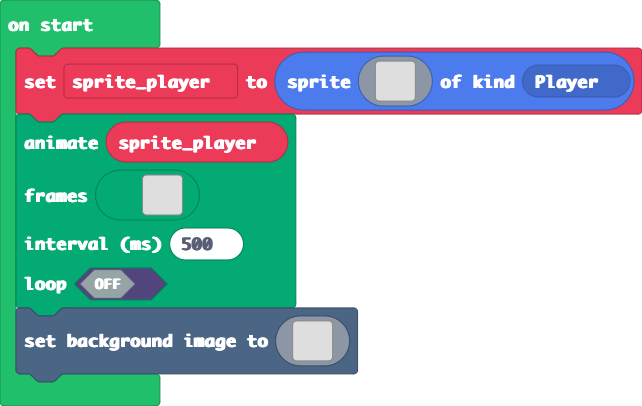 on start
set sprite_player to sprite of kind Player
animate sprite_player
frames
interval (ms) 500
loop OFF
set background image to